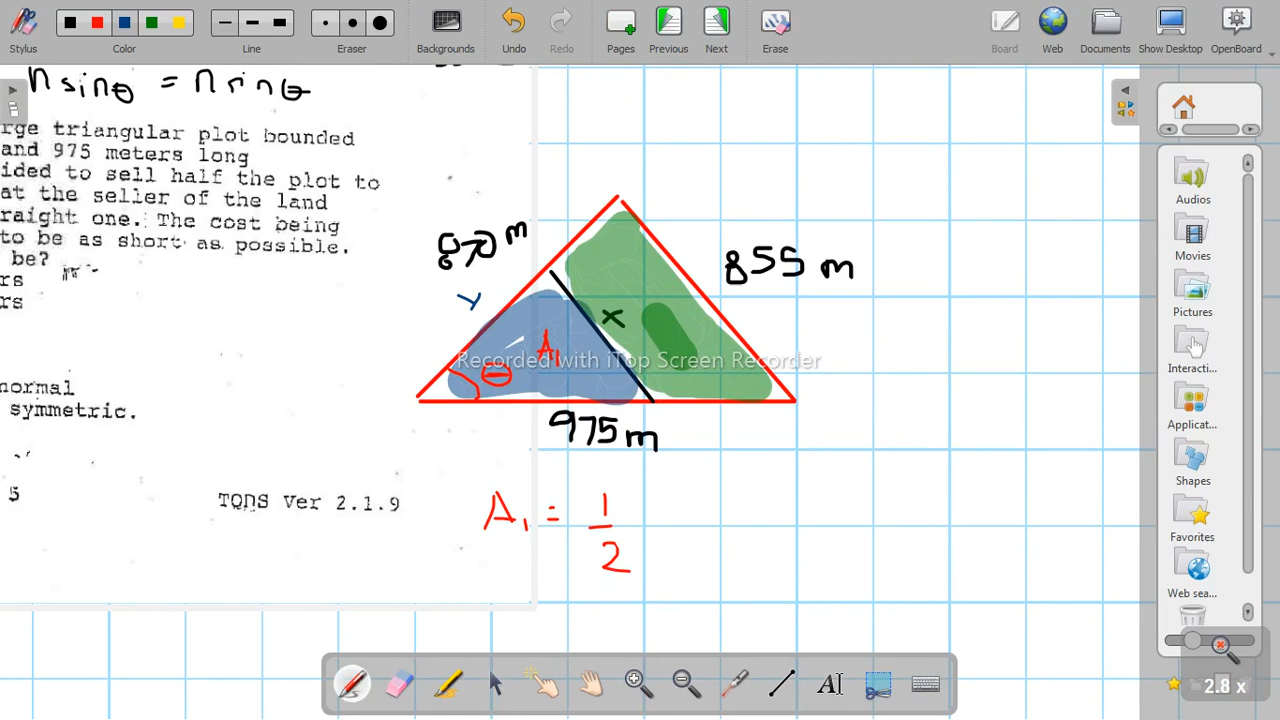 Stylus
Color
Line
Eraser
Backgrounds
Undo
Redo
Pages
Previous
Next
Erase
Board
Web
Documents
Show Desktop
OpenBoard
n sinθ = n sinθ
rge triangular plot bounded
and 975 meters long
ided to sell half the plot to
at the seller of the land
raight one. The cost being
to be as short as possible.
be?
rs
rs
normal
symmetric.
5
TQDS Ver 2.1.9
870 m
855 m
Y
X
A₁
θ
Recorded with iTop Screen Recorder
975 m
A₁ = 1
2
Audios
Movies
Pictures
Interacti...
Applicat...
Shapes
Favorites
Web sea...
2.8 x
AI